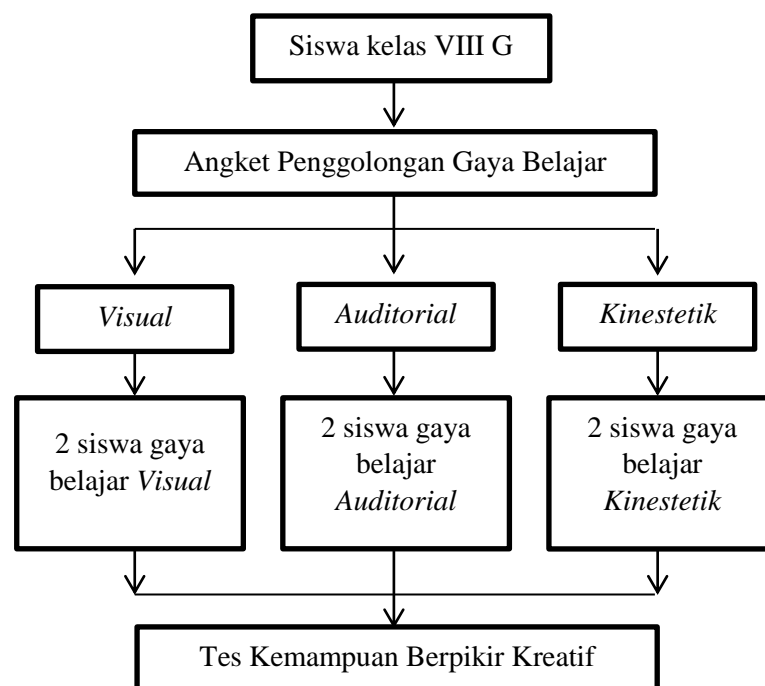 Siswa kelas VIII G
Angket Penggolongan Gaya Belajar
Visual
Auditorial
Kinestetik
2 siswa gaya
belajar Visual
2 siswa gaya
belajar
Auditorial
2 siswa gaya
belajar
Kinestetik
Tes Kemampuan Berpikir Kreatif